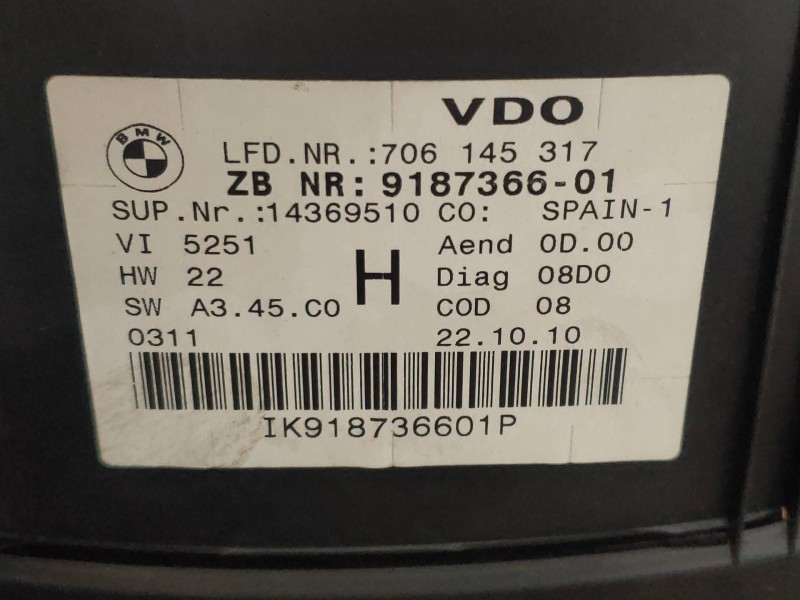 VDO
BMW
LFD.NR.:706 145 317
ZB NR: 9187366-01
SUP.Nr.:14369510 CO: SPAIN-1
VI 5251 Aend 0D.00
HW 22 H Diag 08D0
SW A3.45.C0 COD 08
0311 22.10.10
IK918736601P